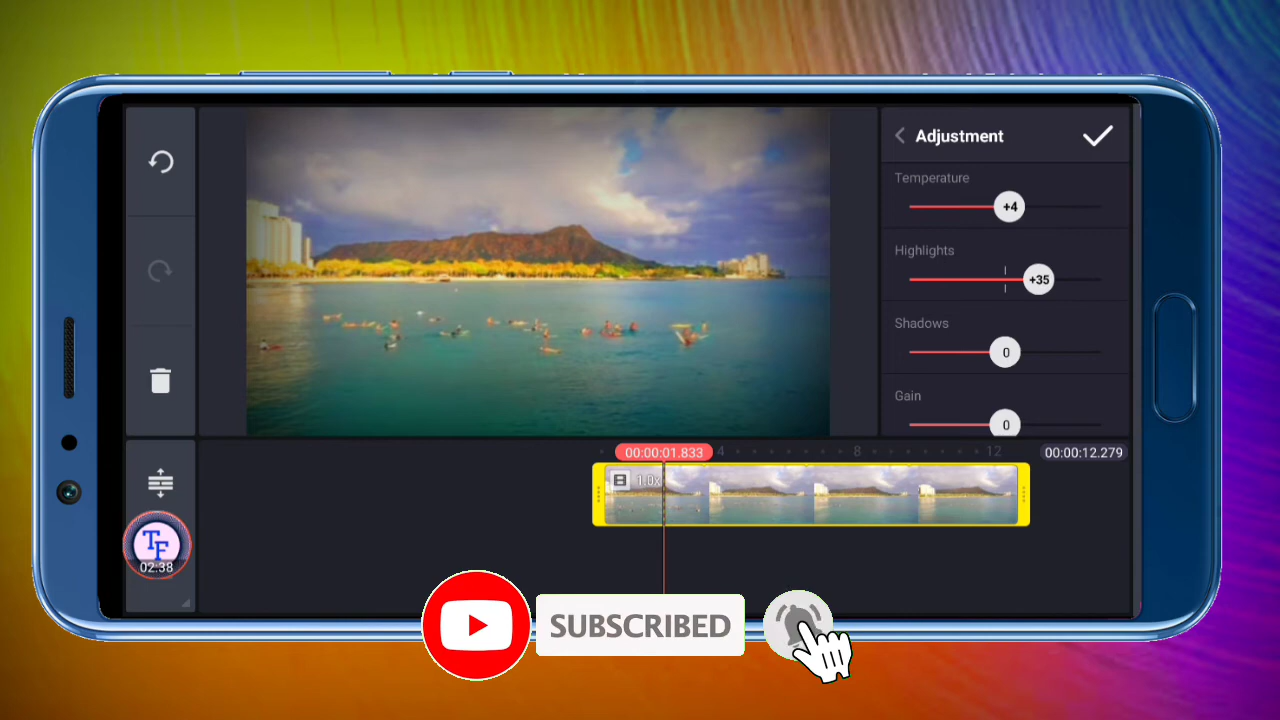 Adjustment
Temperature
+4
Highlights
+35
Shadows
0
Gain
0
00:00:01.833
4
8
12
00:00:12.279
1.0x
TF
02:38
SUBSCRIBED